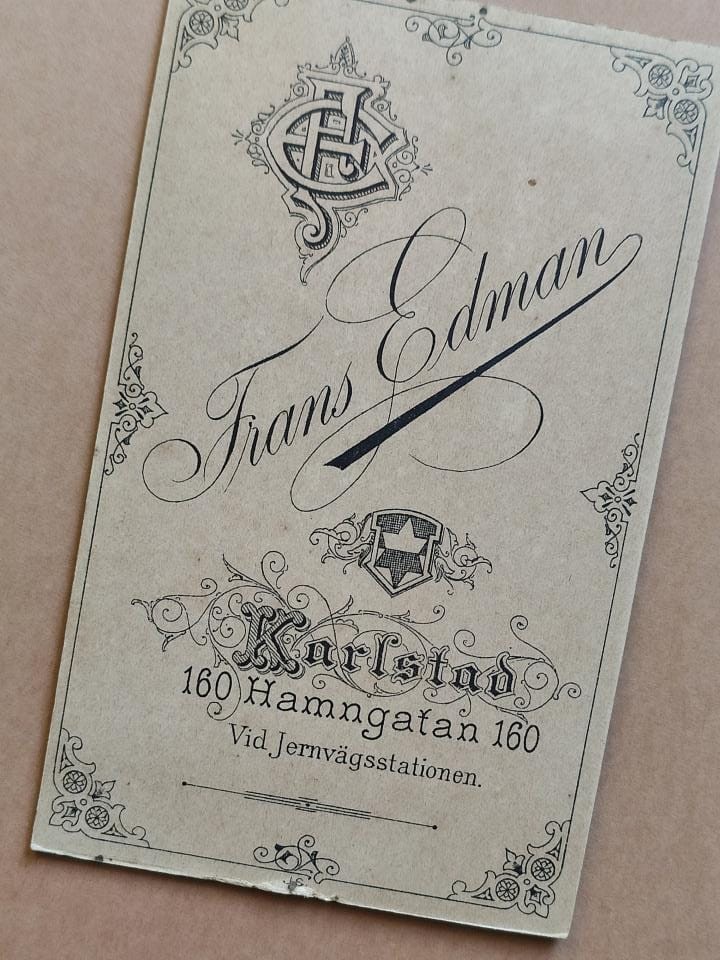 Frans Edman
Karlstad
160 Hamngatan 160
Vid Jernvägsstationen.